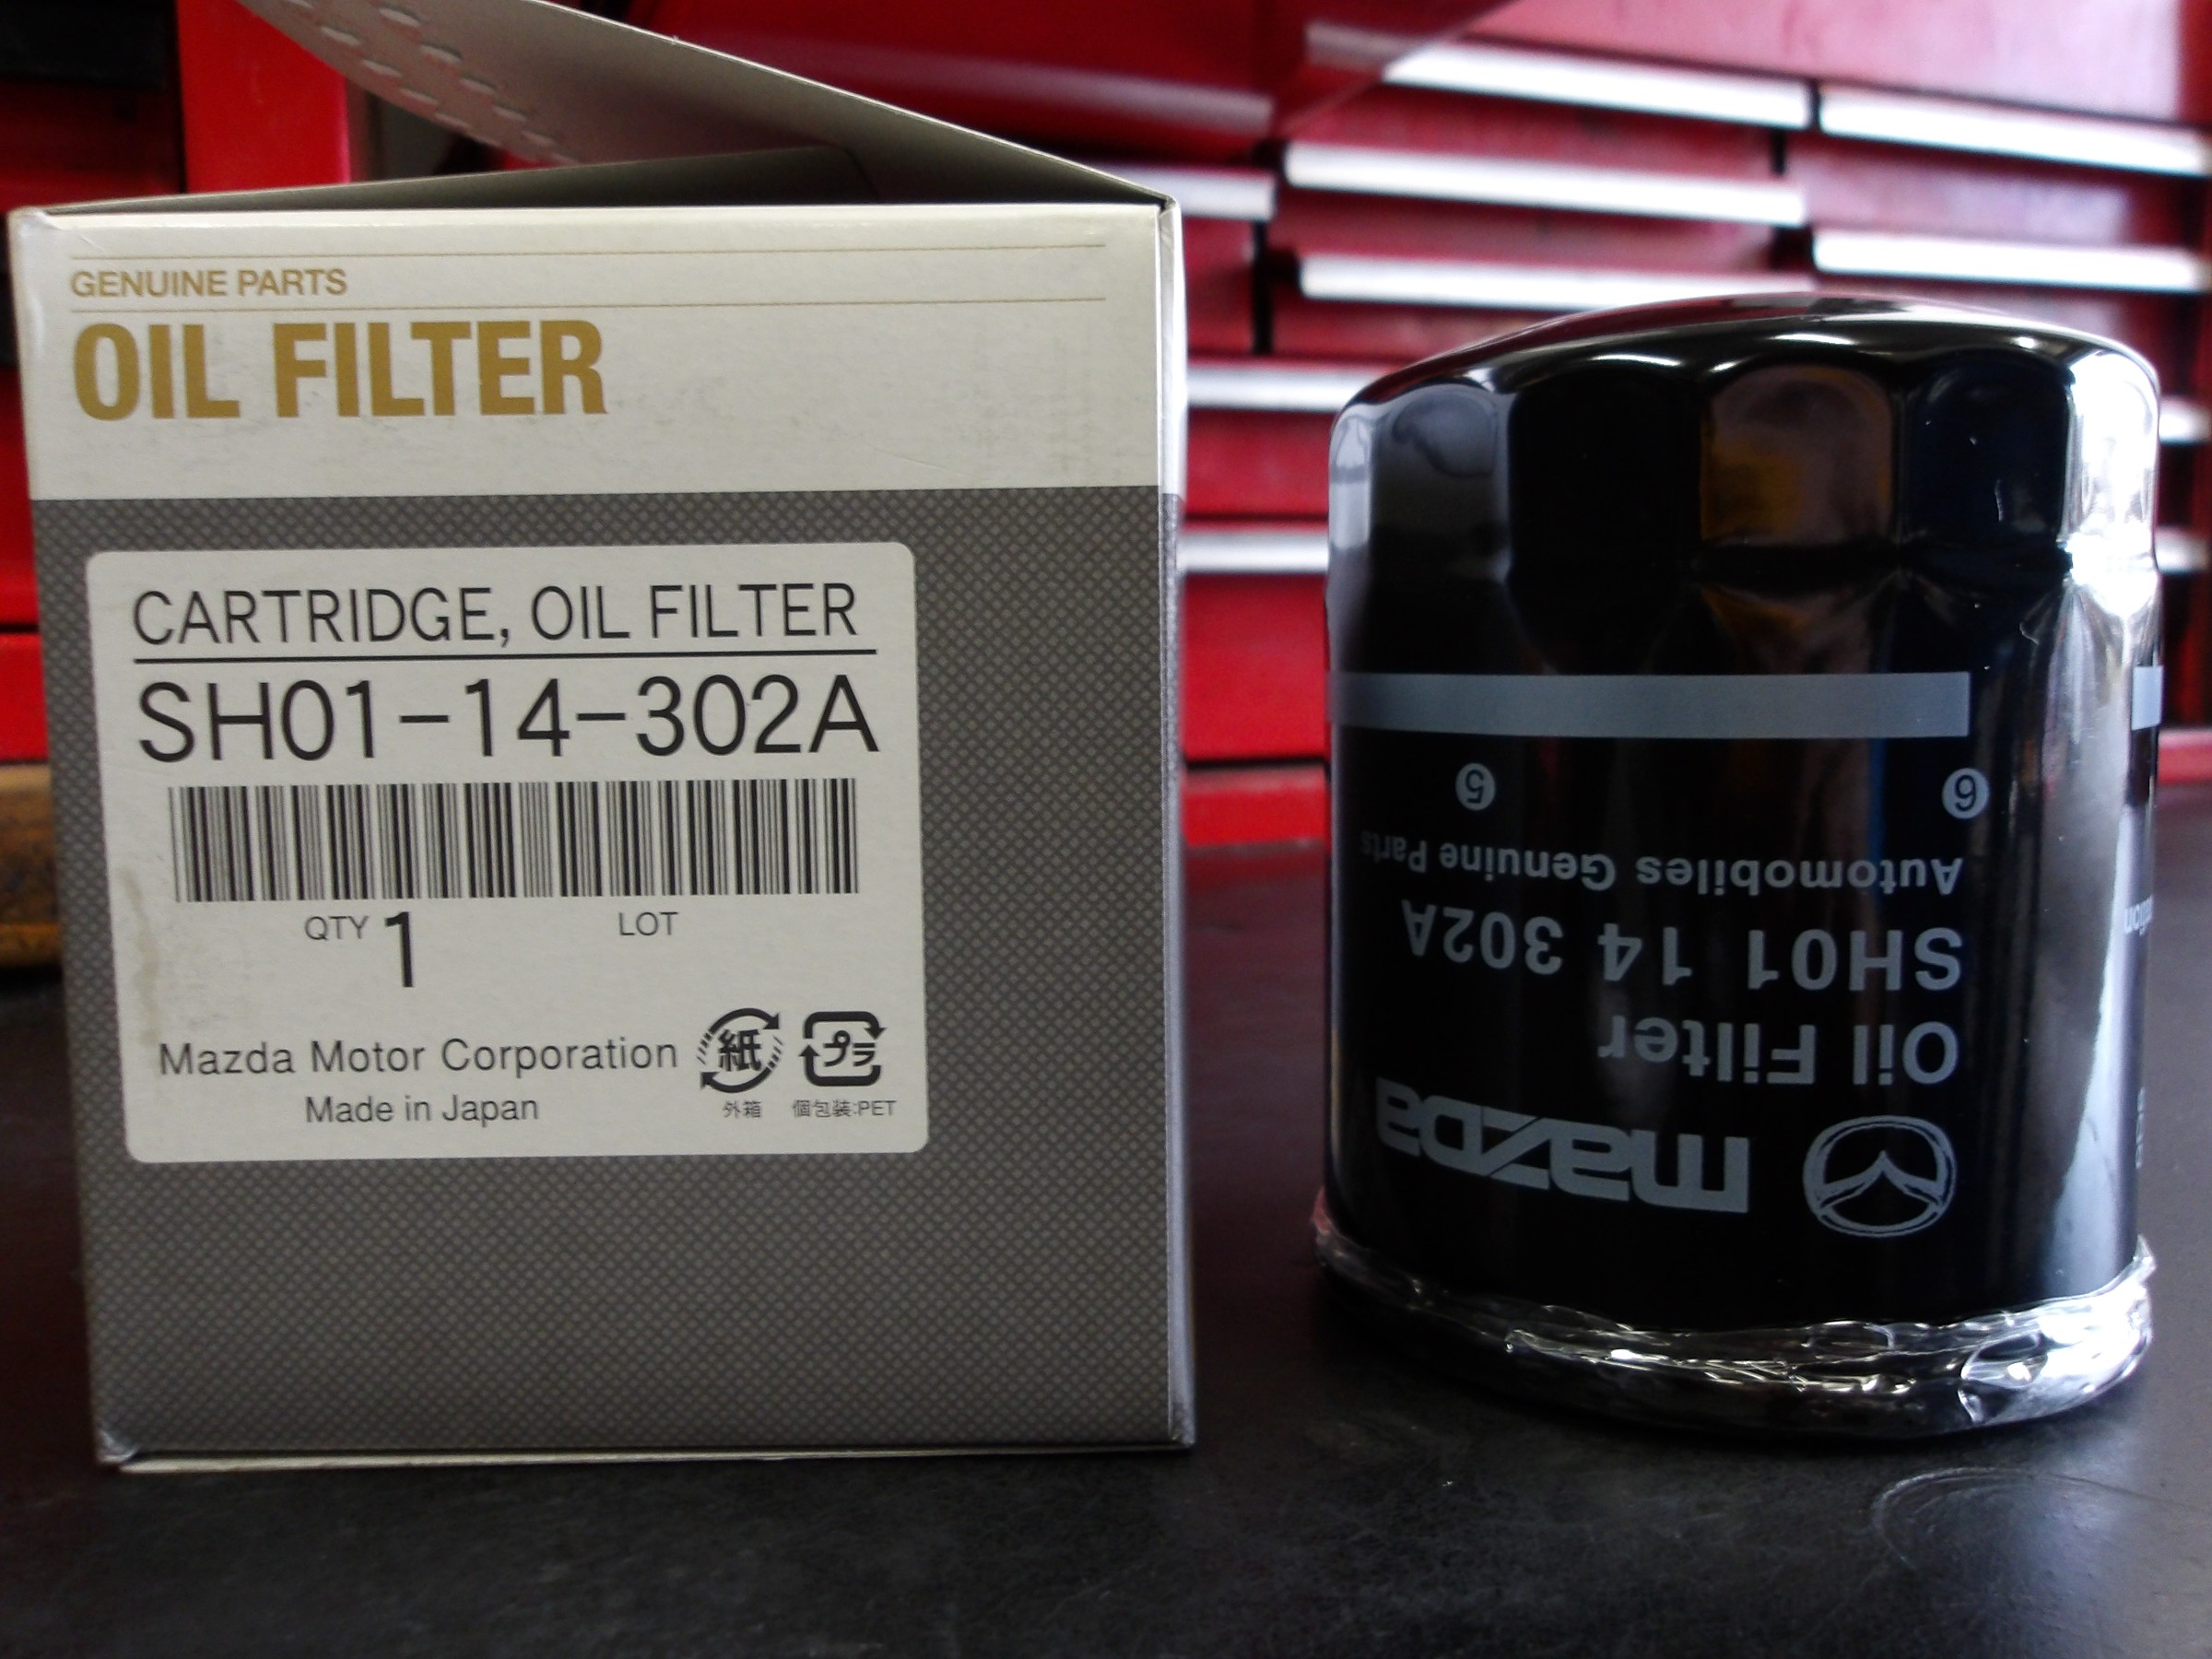 GENUINE PARTS
OIL FILTER
CARTRIDGE, OIL FILTER
SH01-14-302A
QTY 1 LOT
Mazda Motor Corporation
Made in Japan
紙
プラ
外箱
個包装:PET
mazda
Oil Filter
SH01 14 302A
Automobiles Genuine Parts
6 5